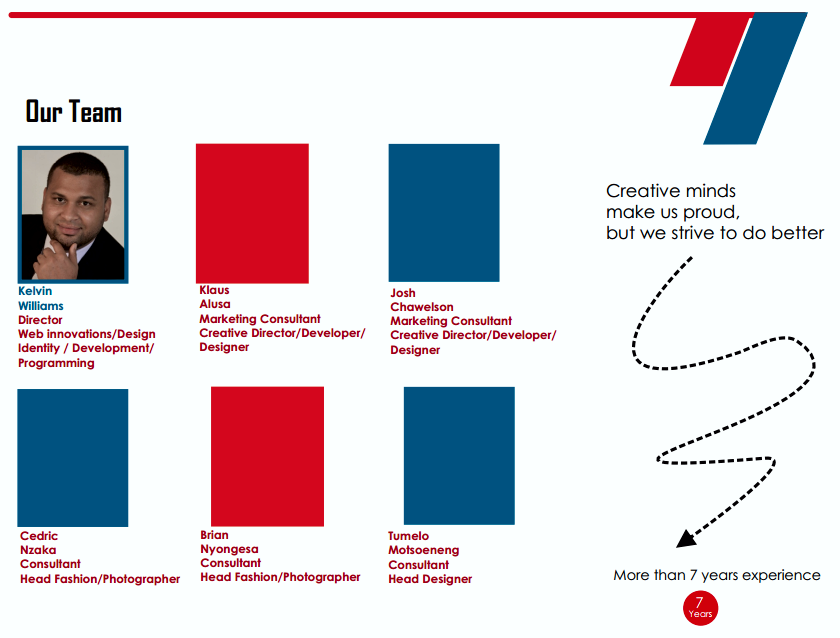 Our Team
Creative minds
make us proud,
but we strive to do better
Kelvin
Williams
Director
Web innovations/Design
Identity / Development/
Programming
Klaus
Alusa
Marketing Consultant
Creative Director/Developer/
Designer
Josh
Chawelson
Marketing Consultant
Creative Director/Developer/
Designer
Cedric
Nzaka
Consultant
Head Fashion/Photographer
Brian
Nyongesa
Consultant
Head Fashion/Photographer
Tumelo
Motsoeneng
Consultant
Head Designer
More than 7 years experience
7
Years